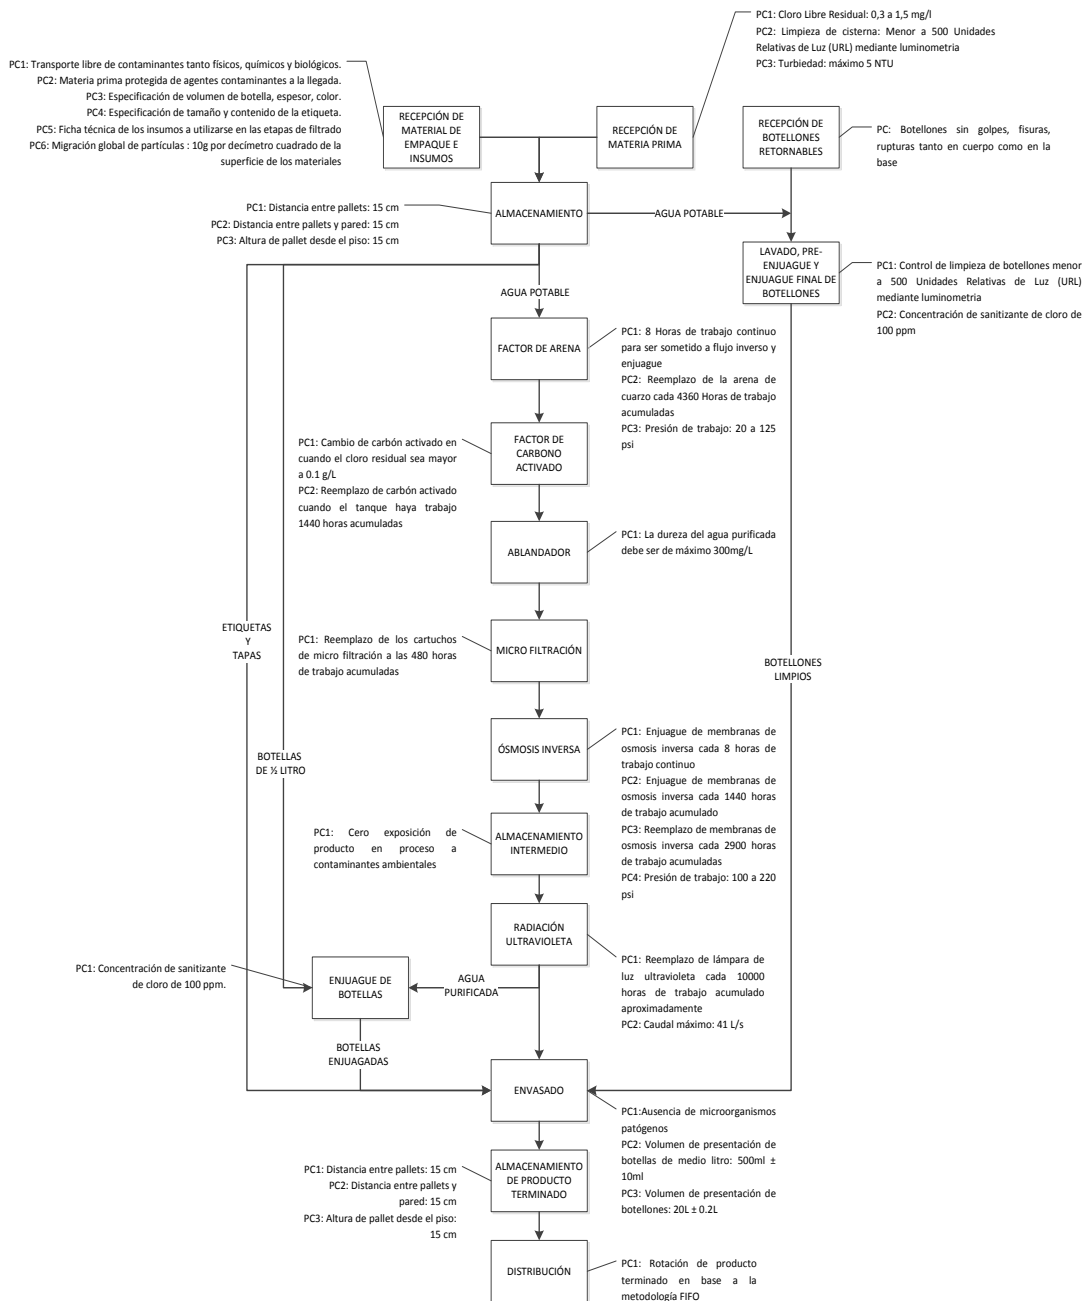 PC1: Cloro Libre Residual: 0,3 a 1,5 mg/l
PC2: Limpieza de cisterna: Menor a 500 Unidades
Relativas de Luz (URL) mediante luminometria
PC3: Turbiedad: máximo 5 NTU
PC1: Transporte libre de contaminantes tanto físicos, químicos y biológicos.
PC2: Materia prima protegida de agentes contaminantes a la llegada.
PC3: Especificación de volumen de botella, espesor, color.
PC4: Especificación de tamaño y contenido de la etiqueta.
PC5: Ficha técnica de los insumos a utilizarse en las etapas de filtrado
PC6: Migración global de partículas : 10g por decímetro cuadrado de la
superficie de los materiales
RECEPCIÓN DE
MATERIAL DE
EMPAQUE E
INSUMOS
RECEPCIÓN DE
MATERIA PRIMA
RECEPCIÓN DE
BOTELLONES
RETORNABLES
PC: Botellones sin golpes, fisuras,
rupturas tanto en cuerpo como en la
base
PC1: Distancia entre pallets: 15 cm
PC2: Distancia entre pallets y pared: 15 cm
PC3: Altura de pallet desde el piso: 15 cm
ALMACENAMIENTO
AGUA POTABLE
LAVADO, PRE-
ENJUAGUE Y
ENJUAGUE FINAL DE
BOTELLONES
PC1: Control de limpieza de botellones menor
a 500 Unidades Relativas de Luz (URL)
mediante luminometria
PC2: Concentración de sanitizante de cloro de
100 ppm
AGUA POTABLE
FACTOR DE ARENA
PC1: 8 Horas de trabajo continuo
para ser sometido a flujo inverso y
enjuague
PC2: Reemplazo de la arena de
cuarzo cada 4360 Horas de trabajo
acumuladas
PC3: Presión de trabajo: 20 a 125
psi
PC1: Cambio de carbón activado en
cuando el cloro residual sea mayor
a 0.1 g/L
PC2: Reemplazo de carbón activado
cuando el tanque haya trabajo
1440 horas acumuladas
FACTOR DE
CARBONO
ACTIVADO
ABLANDADOR
PC1: La dureza del agua purificada
debe ser de máximo 300mg/L
ETIQUETAS
Y
TAPAS
PC1: Reemplazo de los cartuchos
de micro filtración a las 480 horas
de trabajo acumuladas
MICRO FILTRACIÓN
BOTELLONES
LIMPIOS
BOTELLAS
DE ½ LITRO
ÓSMOSIS INVERSA
PC1: Enjuague de membranas de
osmosis inversa cada 8 horas de
trabajo continuo
PC2: Enjuague de membranas de
osmosis inversa cada 1440 horas
de trabajo acumulado
PC3: Reemplazo de membranas de
osmosis inversa cada 2900 horas
de trabajo acumuladas
PC4: Presión de trabajo: 100 a 220
psi
PC1: Cero exposición de
producto en proceso a
contaminantes ambientales
ALMACENAMIENTO
INTERMEDIO
RADIACIÓN
ULTRAVIOLETA
PC1: Reemplazo de lámpara de
luz ultravioleta cada 10000
horas de trabajo acumulado
aproximadamente
PC2: Caudal máximo: 41 L/s
PC1: Concentración de sanitizante
de cloro de 100 ppm.
ENJUAGUE DE
BOTELLAS
AGUA
PURIFICADA
BOTELLAS
ENJUAGADAS
ENVASADO
PC1:Ausencia de microorganismos
patógenos
PC2: Volumen de presentación de
botellas de medio litro: 500ml ±
10ml
PC3: Volumen de presentación de
botellones: 20L ± 0.2L
PC1: Distancia entre pallets: 15 cm
PC2: Distancia entre pallets y
pared: 15 cm
PC3: Altura de pallet desde el piso:
15 cm
ALMACENAMIENTO
DE PRODUCTO
TERMINADO
DISTRIBUCIÓN
PC1: Rotación de producto
terminado en base a la
metodología FIFO